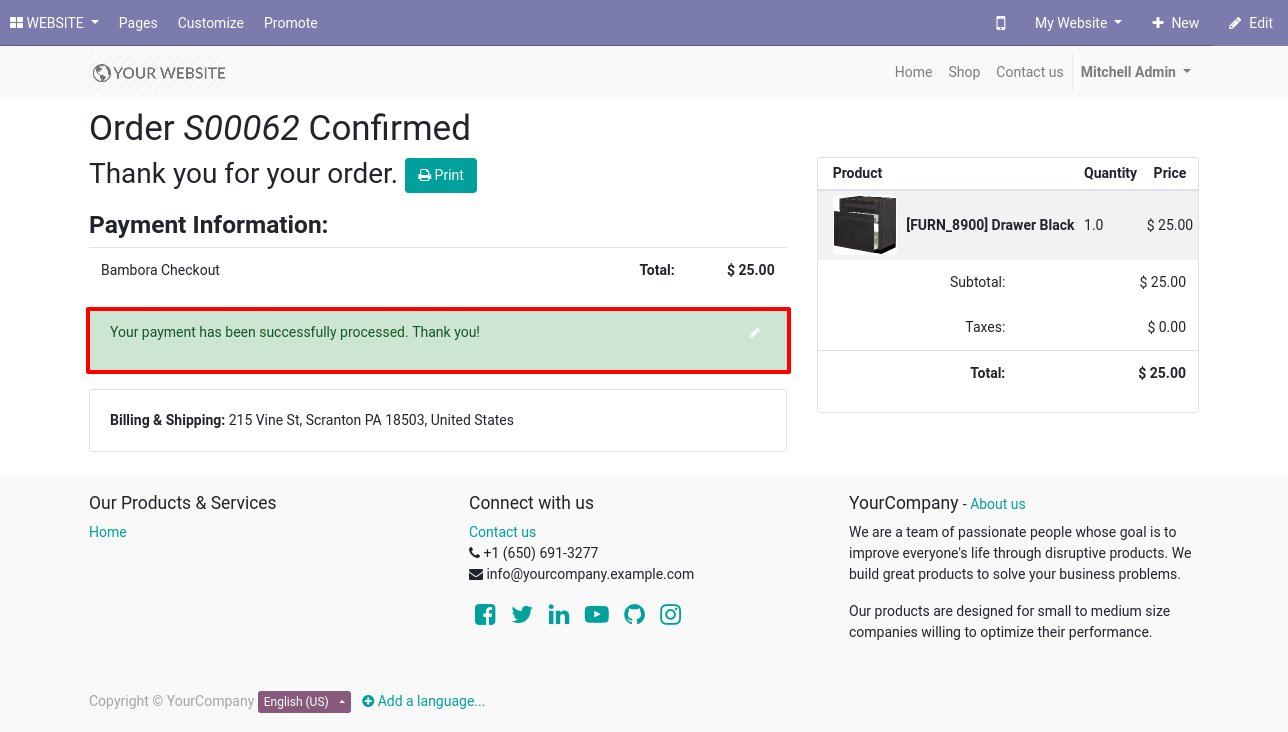 WEBSITE Pages Customize Promote My Website New Edit
YOUR WEBSITE Home Shop Contact us Mitchell Admin
Order S00062 Confirmed
Thank you for your order. Print
Payment Information:
Bambora Checkout Total: $ 25.00
Your payment has been successfully processed. Thank you!
Billing & Shipping: 215 Vine St, Scranton PA 18503, United States
Product Quantity Price
[FURN_8900] Drawer Black 1.0 $ 25.00
Subtotal: $ 25.00
Taxes: $ 0.00
Total: $ 25.00
Our Products & Services
Home
Connect with us
Contact us
+1 (650) 691-3277
info@yourcompany.example.com
YourCompany - About us
We are a team of passionate people whose goal is to
improve everyone's life through disruptive products. We
build great products to solve your business problems.
Our products are designed for small to medium size
companies willing to optimize their performance.
Copyright © YourCompany English (US) Add a language...